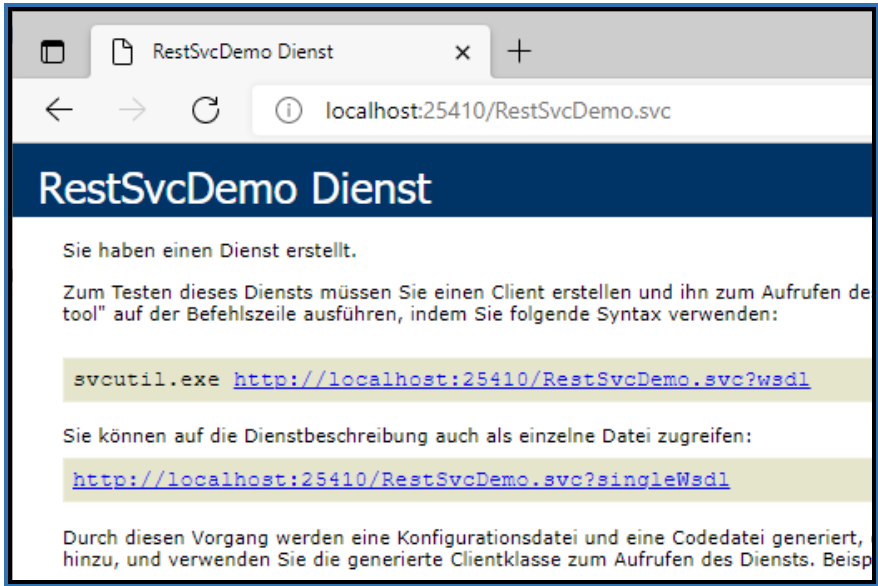 RestSvcDemo Dienst
localhost:25410/RestSvcDemo.svc
RestSvcDemo Dienst
Sie haben einen Dienst erstellt.
Zum Testen dieses Diensts müssen Sie einen Client erstellen und ihn zum Aufrufen
tool" auf der Befehlszeile ausführen, indem Sie folgende Syntax verwenden:
svcutil.exe http://localhost:25410/RestSvcDemo.svc?wsdl
Sie können auf die Dienstbeschreibung auch als einzelne Datei zugreifen:
http://localhost:25410/RestSvcDemo.svc?singleWsdl
Durch diesen Vorgang werden eine Konfigurationsdatei und eine Codedatei generiert,
hinzu, und verwenden Sie die generierte Clientklasse zum Aufrufen des Diensts.